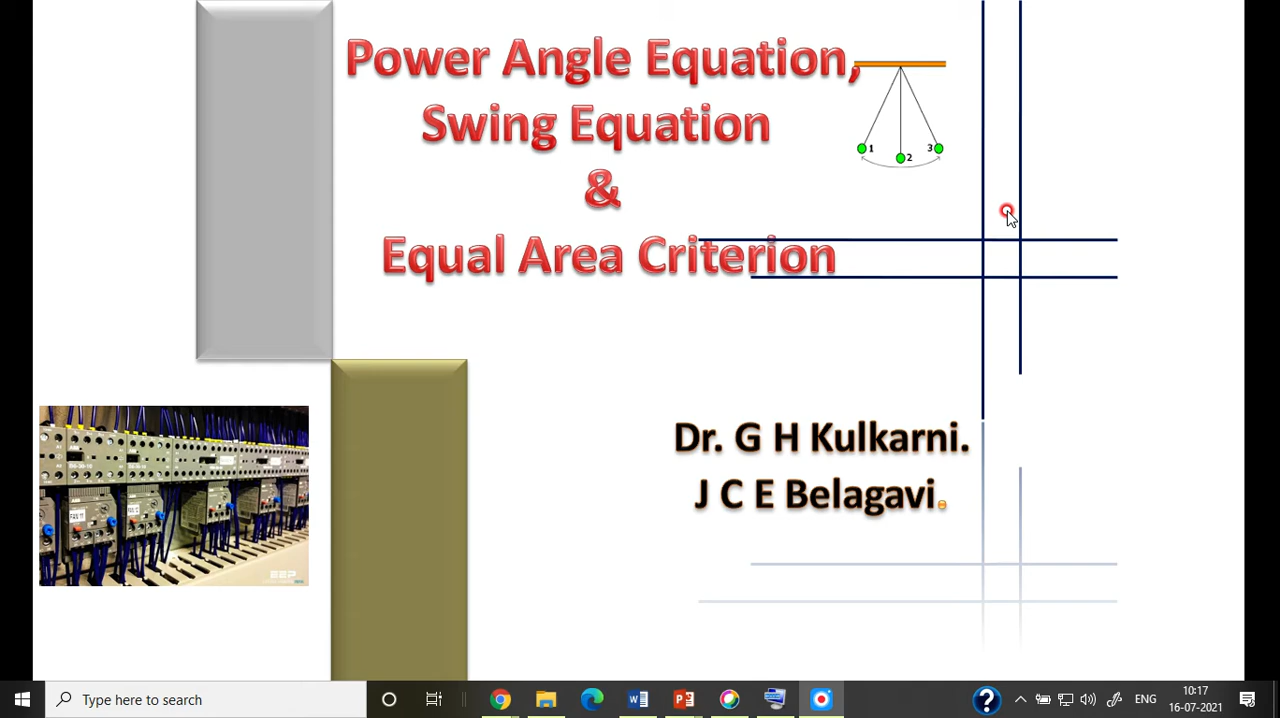 Power Angle Equation,
Swing Equation
&
Equal Area Criterion
1
2
3
Dr. G H Kulkarni.
J C E Belagavi.
EEP
Type here to search
ENG
10:17
16-07-2021